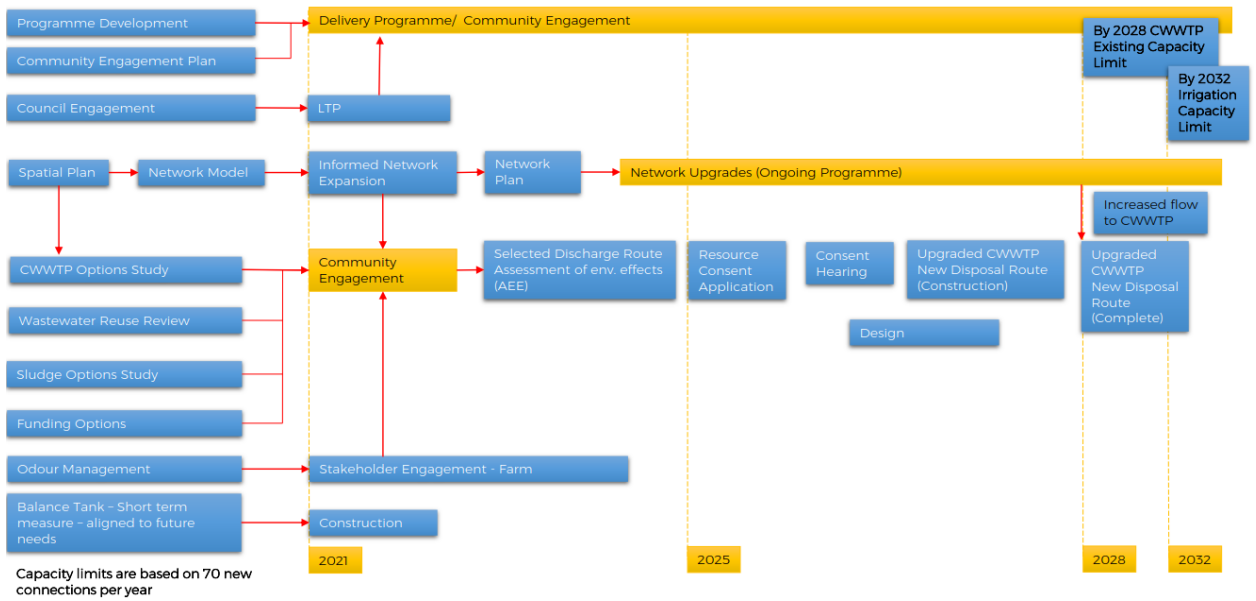 Programme Development
Delivery Programme/ Community Engagement
Community Engagement Plan
By 2028 CWWTP
Existing Capacity
Limit
Council Engagement
LTP
By 2032
Irrigation
Capacity
Limit
Spatial Plan
Network Model
Informed Network
Expansion
Network
Plan
Network Upgrades (Ongoing Programme)
Increased flow
to CWWTP
CWWTP Options Study
Community
Engagement
Selected Discharge Route
Assessment of env. effects
(AEE)
Resource
Consent
Application
Consent
Hearing
Upgraded CWWTP
New Disposal Route
(Construction)
Upgraded
CWWTP
New Disposal
Route
(Complete)
Wastewater Reuse Review
Design
Sludge Options Study
Funding Options
Odour Management
Stakeholder Engagement - Farm
Balance Tank – Short term
measure – aligned to future
needs
Construction
2021
2025
2028
2032
Capacity limits are based on 70 new
connections per year